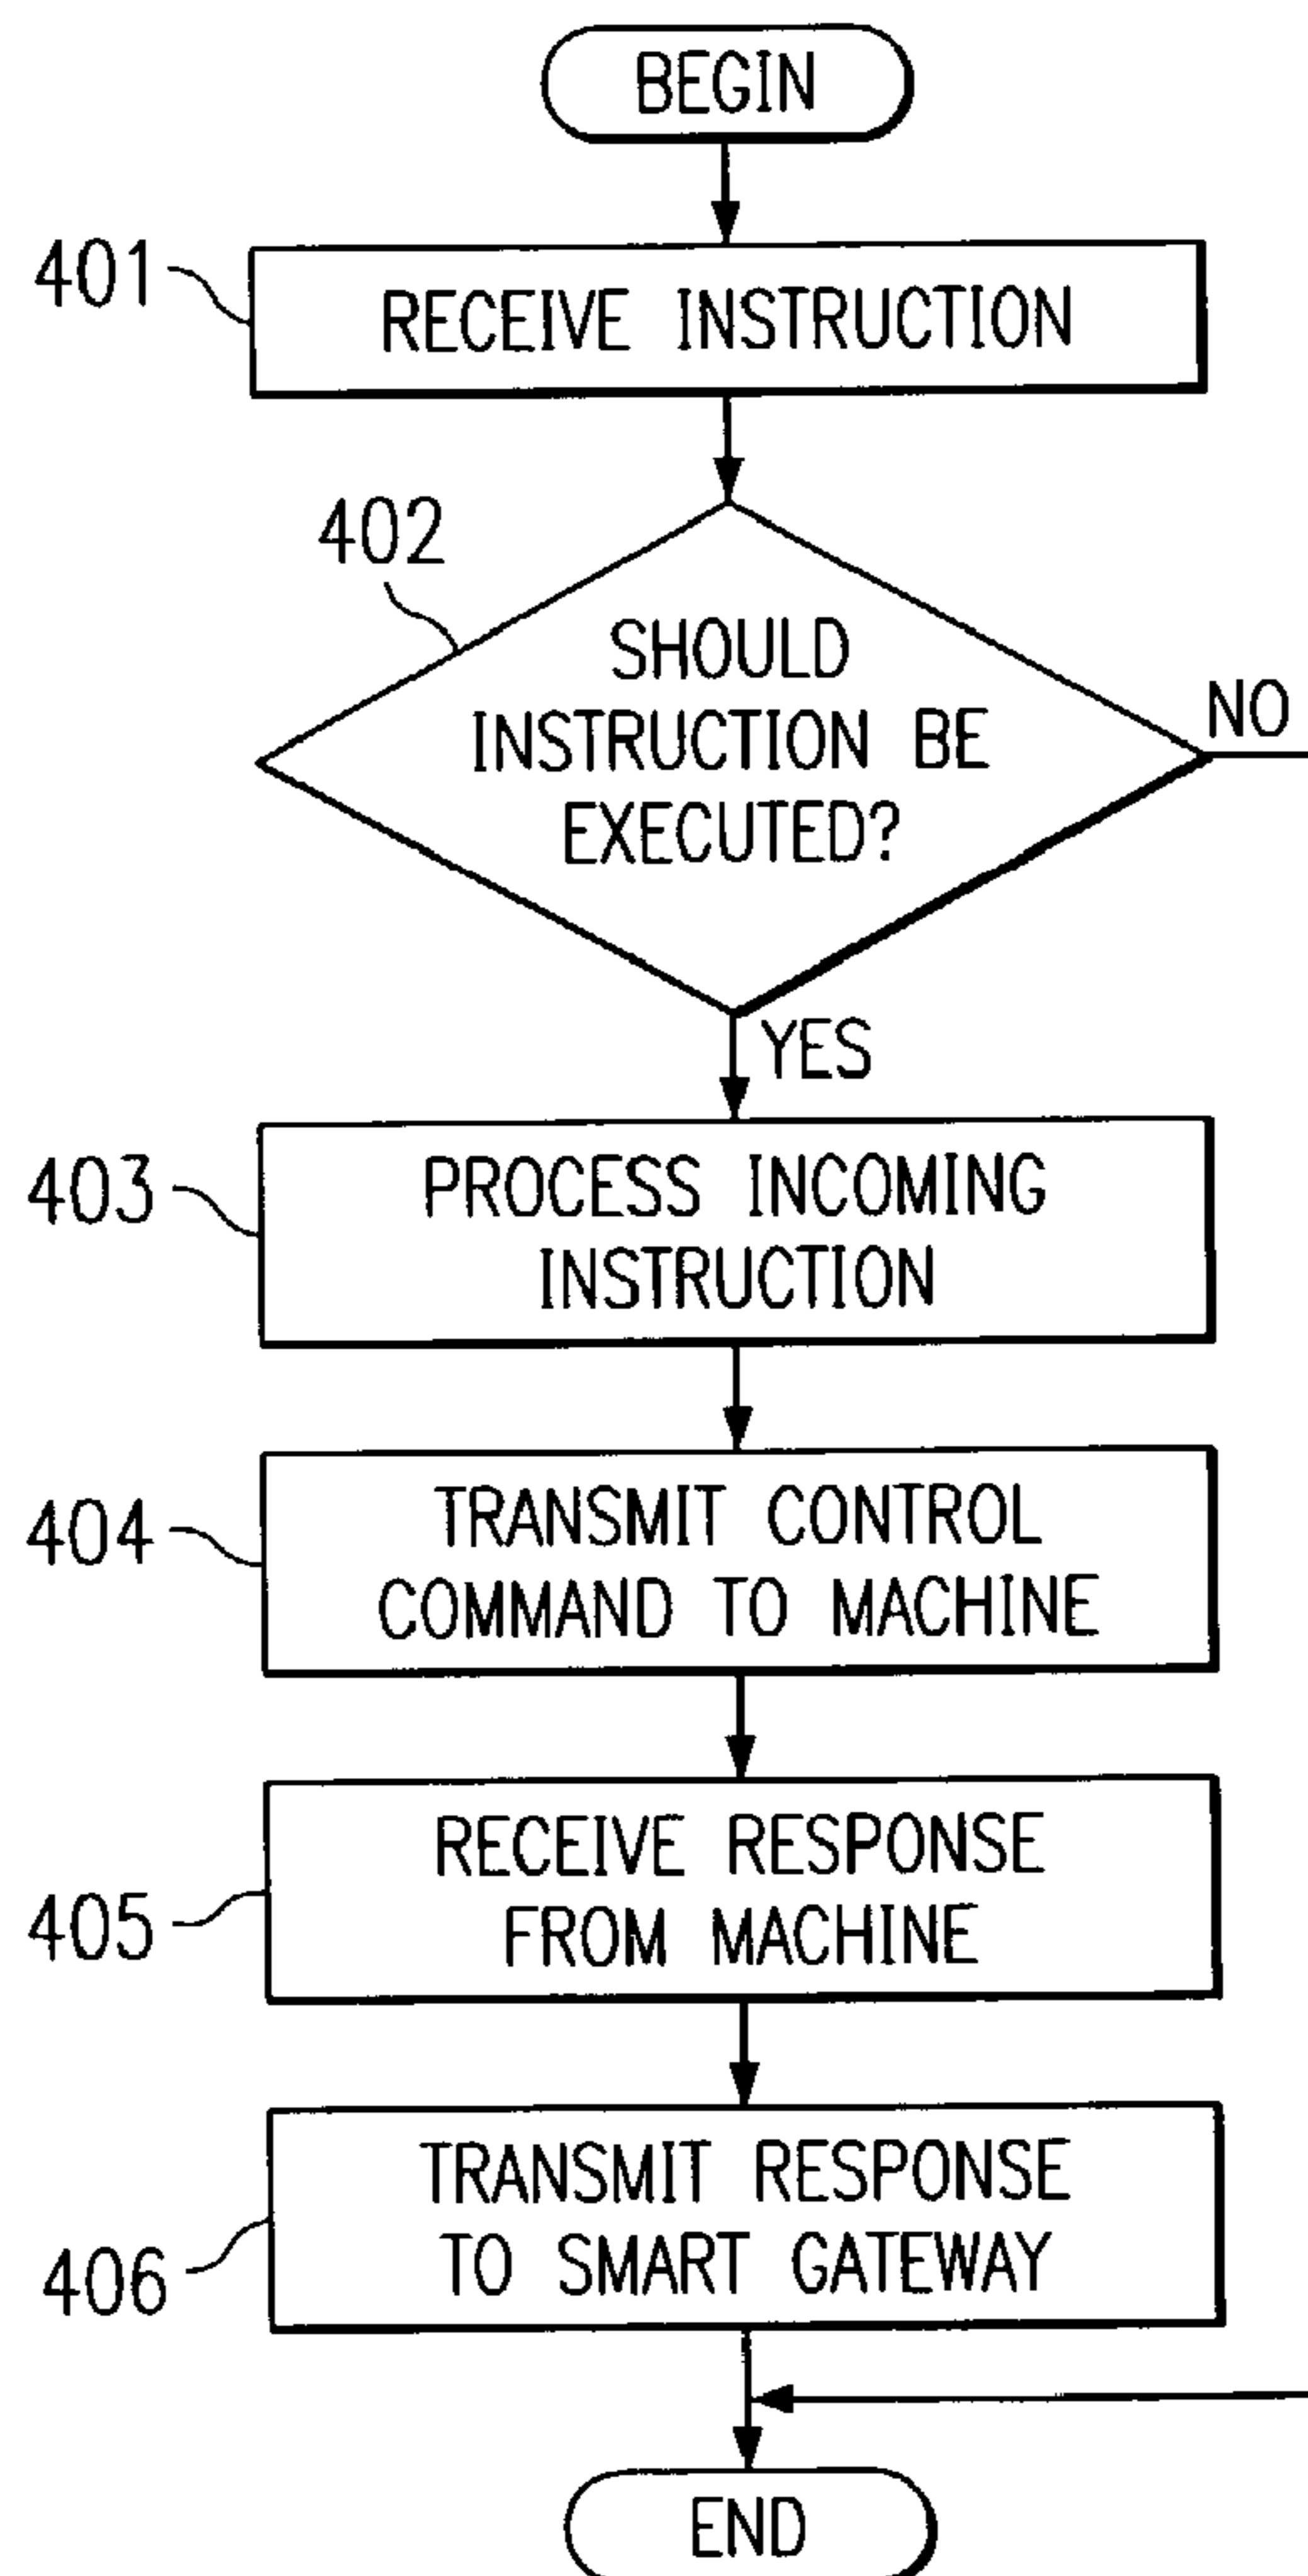 BEGIN
401
RECEIVE INSTRUCTION
402
SHOULD
INSTRUCTION BE
EXECUTED?
NO
YES
403
PROCESS INCOMING
INSTRUCTION
404
TRANSMIT CONTROL
COMMAND TO MACHINE
405
RECEIVE RESPONSE
FROM MACHINE
406
TRANSMIT RESPONSE
TO SMART GATEWAY
END